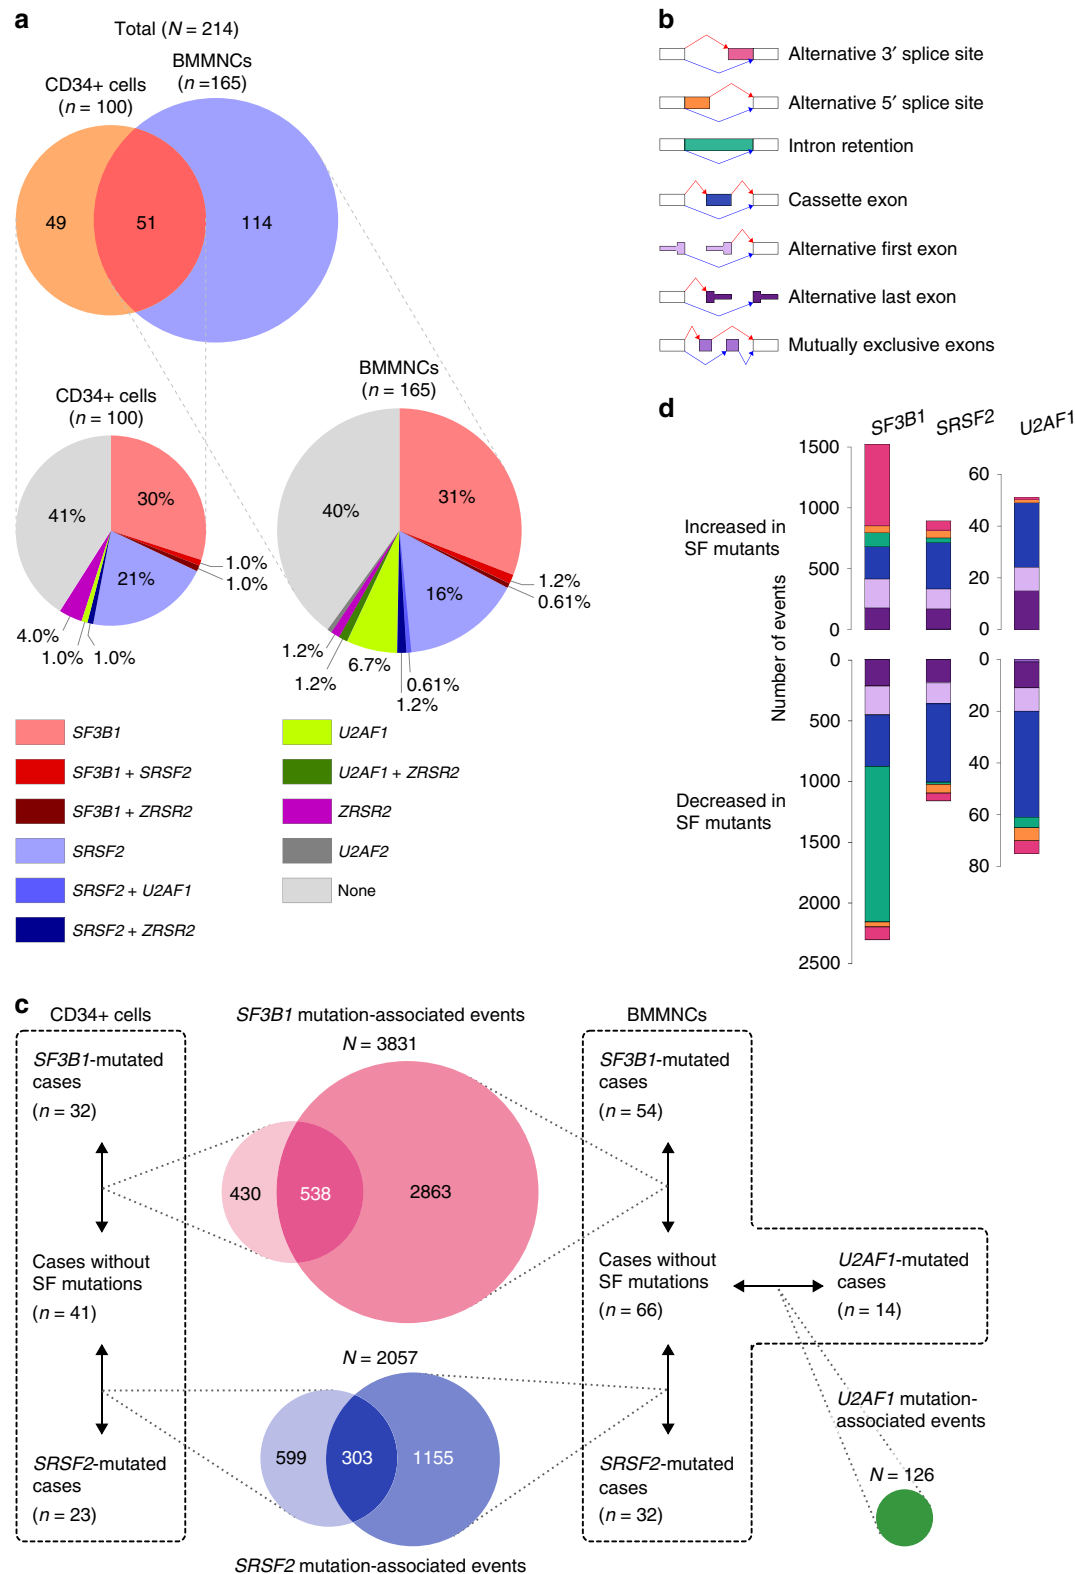 a
Total (N = 214)
CD34+ cells
(n = 100)
BMMNCs
(n =165)
49
51
114
CD34+ cells
(n = 100)
41%
30%
21%
1.0%
1.0%
4.0%
1.0%
1.0%
BMMNCs
(n = 165)
40%
31%
16%
1.2%
0.61%
1.2%
1.2%
6.7%
0.61%
1.2%
SF3B1
SF3B1 + SRSF2
SF3B1 + ZRSR2
SRSF2
SRSF2 + U2AF1
SRSF2 + ZRSR2
U2AF1
U2AF1 + ZRSR2
ZRSR2
U2AF2
None
b
Alternative 3′ splice site
Alternative 5′ splice site
Intron retention
Cassette exon
Alternative first exon
Alternative last exon
Mutually exclusive exons
d
SF3B1
SRSF2
U2AF1
Increased in
SF mutants
Decreased in
SF mutants
Number of events
1500
1000
500
0
0
500
1000
1500
2000
2500
60
40
20
0
0
20
40
60
80
c
CD34+ cells
SF3B1-mutated
cases
(n = 32)
Cases without
SF mutations
(n = 41)
SRSF2-mutated
cases
(n = 23)
SF3B1 mutation-associated events
N = 3831
430
538
2863
N = 2057
599
303
1155
SRSF2 mutation-associated events
BMMNCs
SF3B1-mutated
cases
(n = 54)
Cases without
SF mutations
(n = 66)
SRSF2-mutated
cases
(n = 32)
U2AF1-mutated
cases
(n = 14)
U2AF1 mutation-
associated events
N = 126